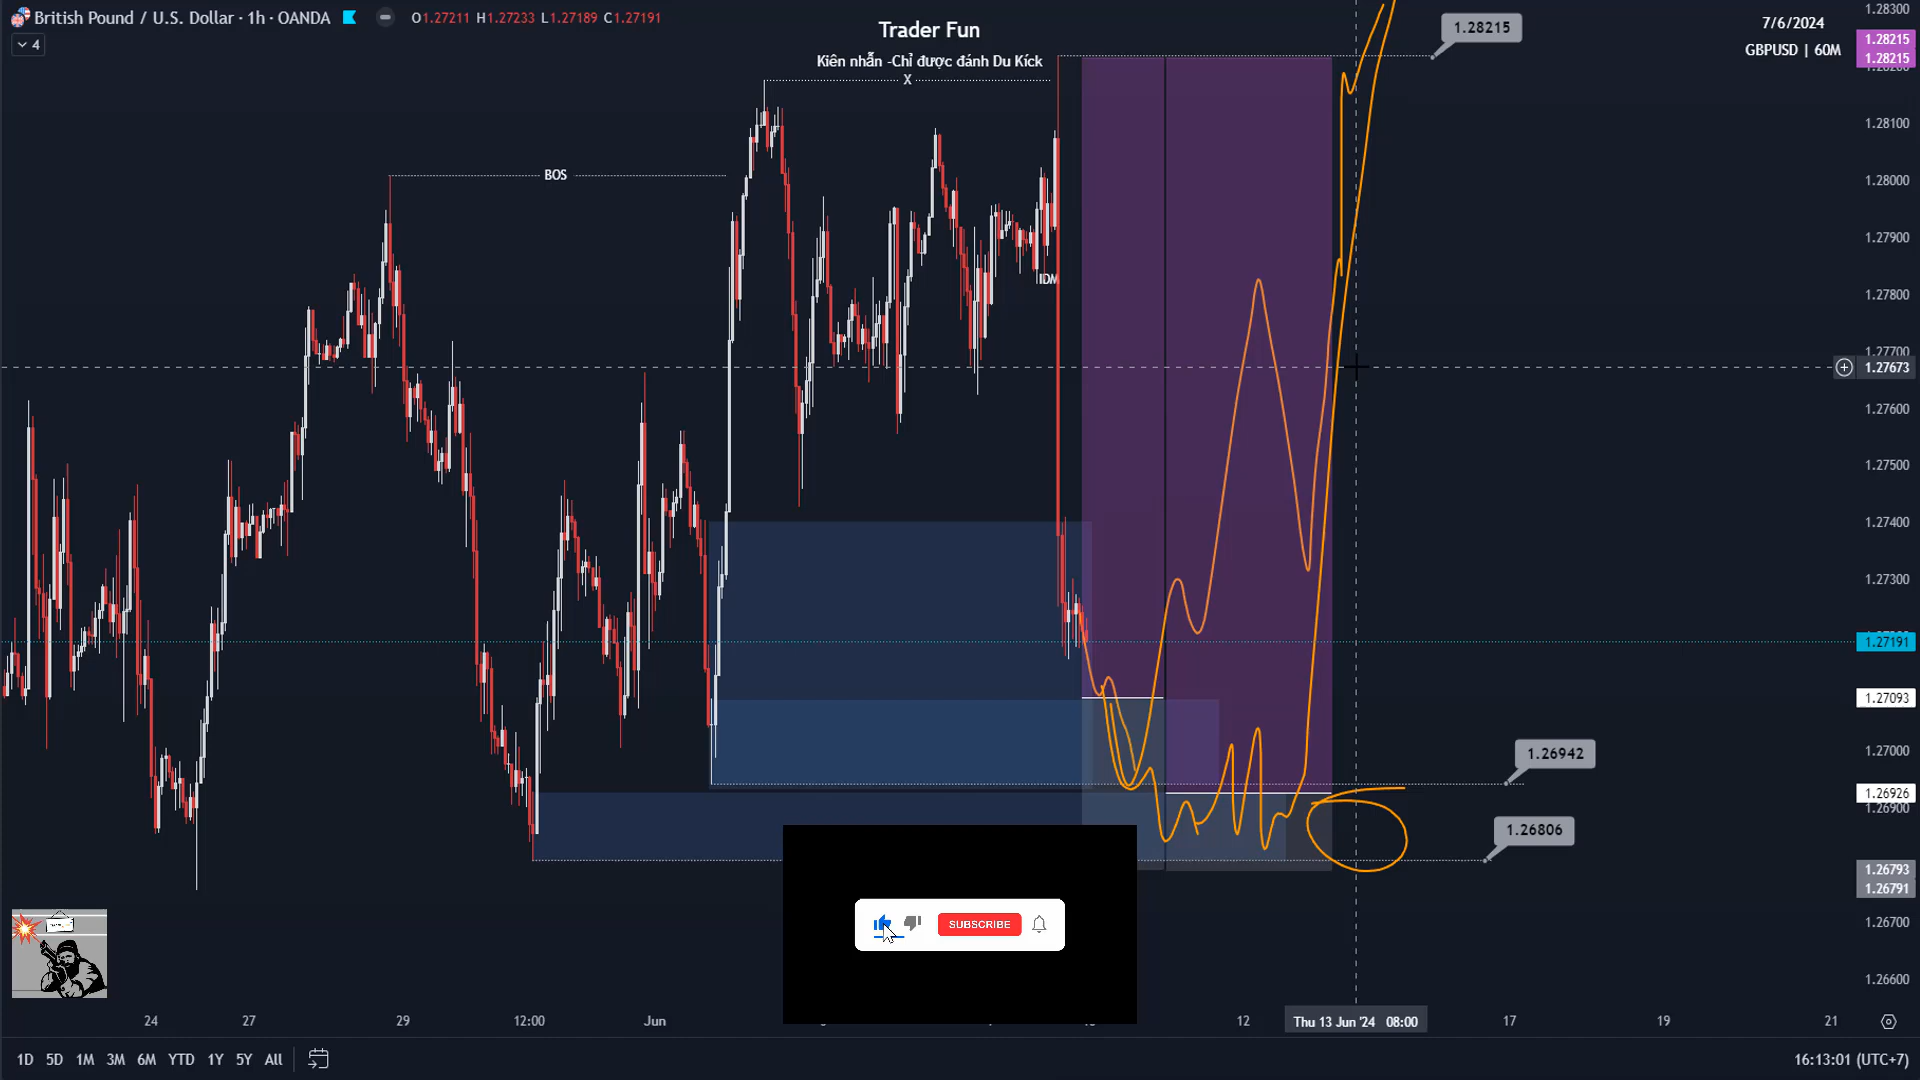 British Pound / U.S. Dollar · 1h · OANDA
O1.27211 H1.27233 L1.27189 C1.27191
4
Trader Fun
Kiên nhẫn -Chỉ được đánh Du Kích
7/6/2024
GBPUSD | 60M
X
BOS
IDM
1.28215
1.26942
1.26806
1.28300
1.28215
1.28215
1.28100
1.28000
1.27900
1.27800
1.27700
1.27673
1.27600
1.27500
1.27400
1.27300
1.27191
1.27093
1.27000
1.26926
1.26900
1.26793
1.26791
1.26700
1.26600
SUBSCRIBE
24
27
29
12:00
Jun
12
Thu 13 Jun '24 08:00
17
19
21
1D 5D 1M 3M 6M YTD 1Y 5Y All
16:13:01 (UTC+7)